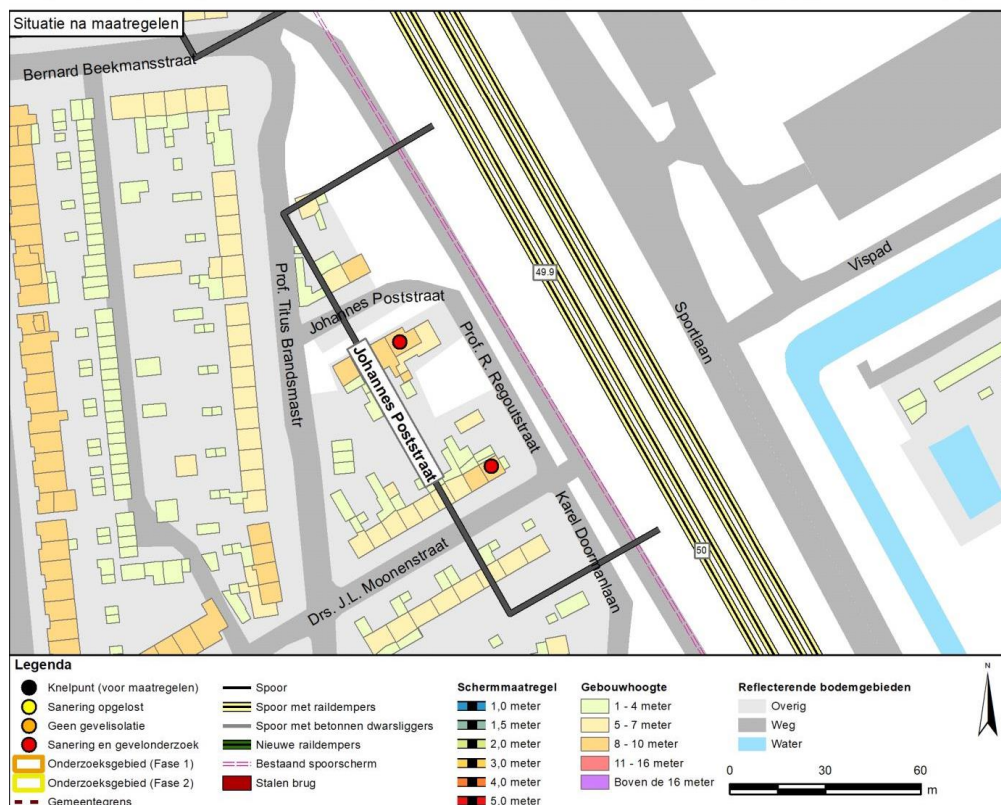 Situatie na maatregelen
Bernard Beekmansstraat
Prof. Titus Brandsmastr
Johannes Poststraat
Johannes Poststraat
Prof. R. Regoutstraat
49.9
Sportlaan
Vispad
50
Karel Doormanlaan
Drs. J.L. Moonenstraat
Legenda
Knelpunt (voor maatregelen)
Sanering opgelost
Geen gevelisolatie
Sanering en gevelonderzoek
Onderzoeksgebied (Fase 1)
Onderzoeksgebied (Fase 2)
Gemeentegrens
Spoor
Spoor met raildempers
Spoor met betonnen dwarsliggers
Nieuwe raildempers
Bestaand spoorscherm
Stalen brug
Schermmaatregel
1,0 meter
1,5 meter
2,0 meter
3,0 meter
4,0 meter
5,0 meter
Gebouwhoogte
1 - 4 meter
5 - 7 meter
8 - 10 meter
11 - 16 meter
Boven de 16 meter
Reflecterende bodemgebieden
Overig
Weg
Water
N
0 30 60
m